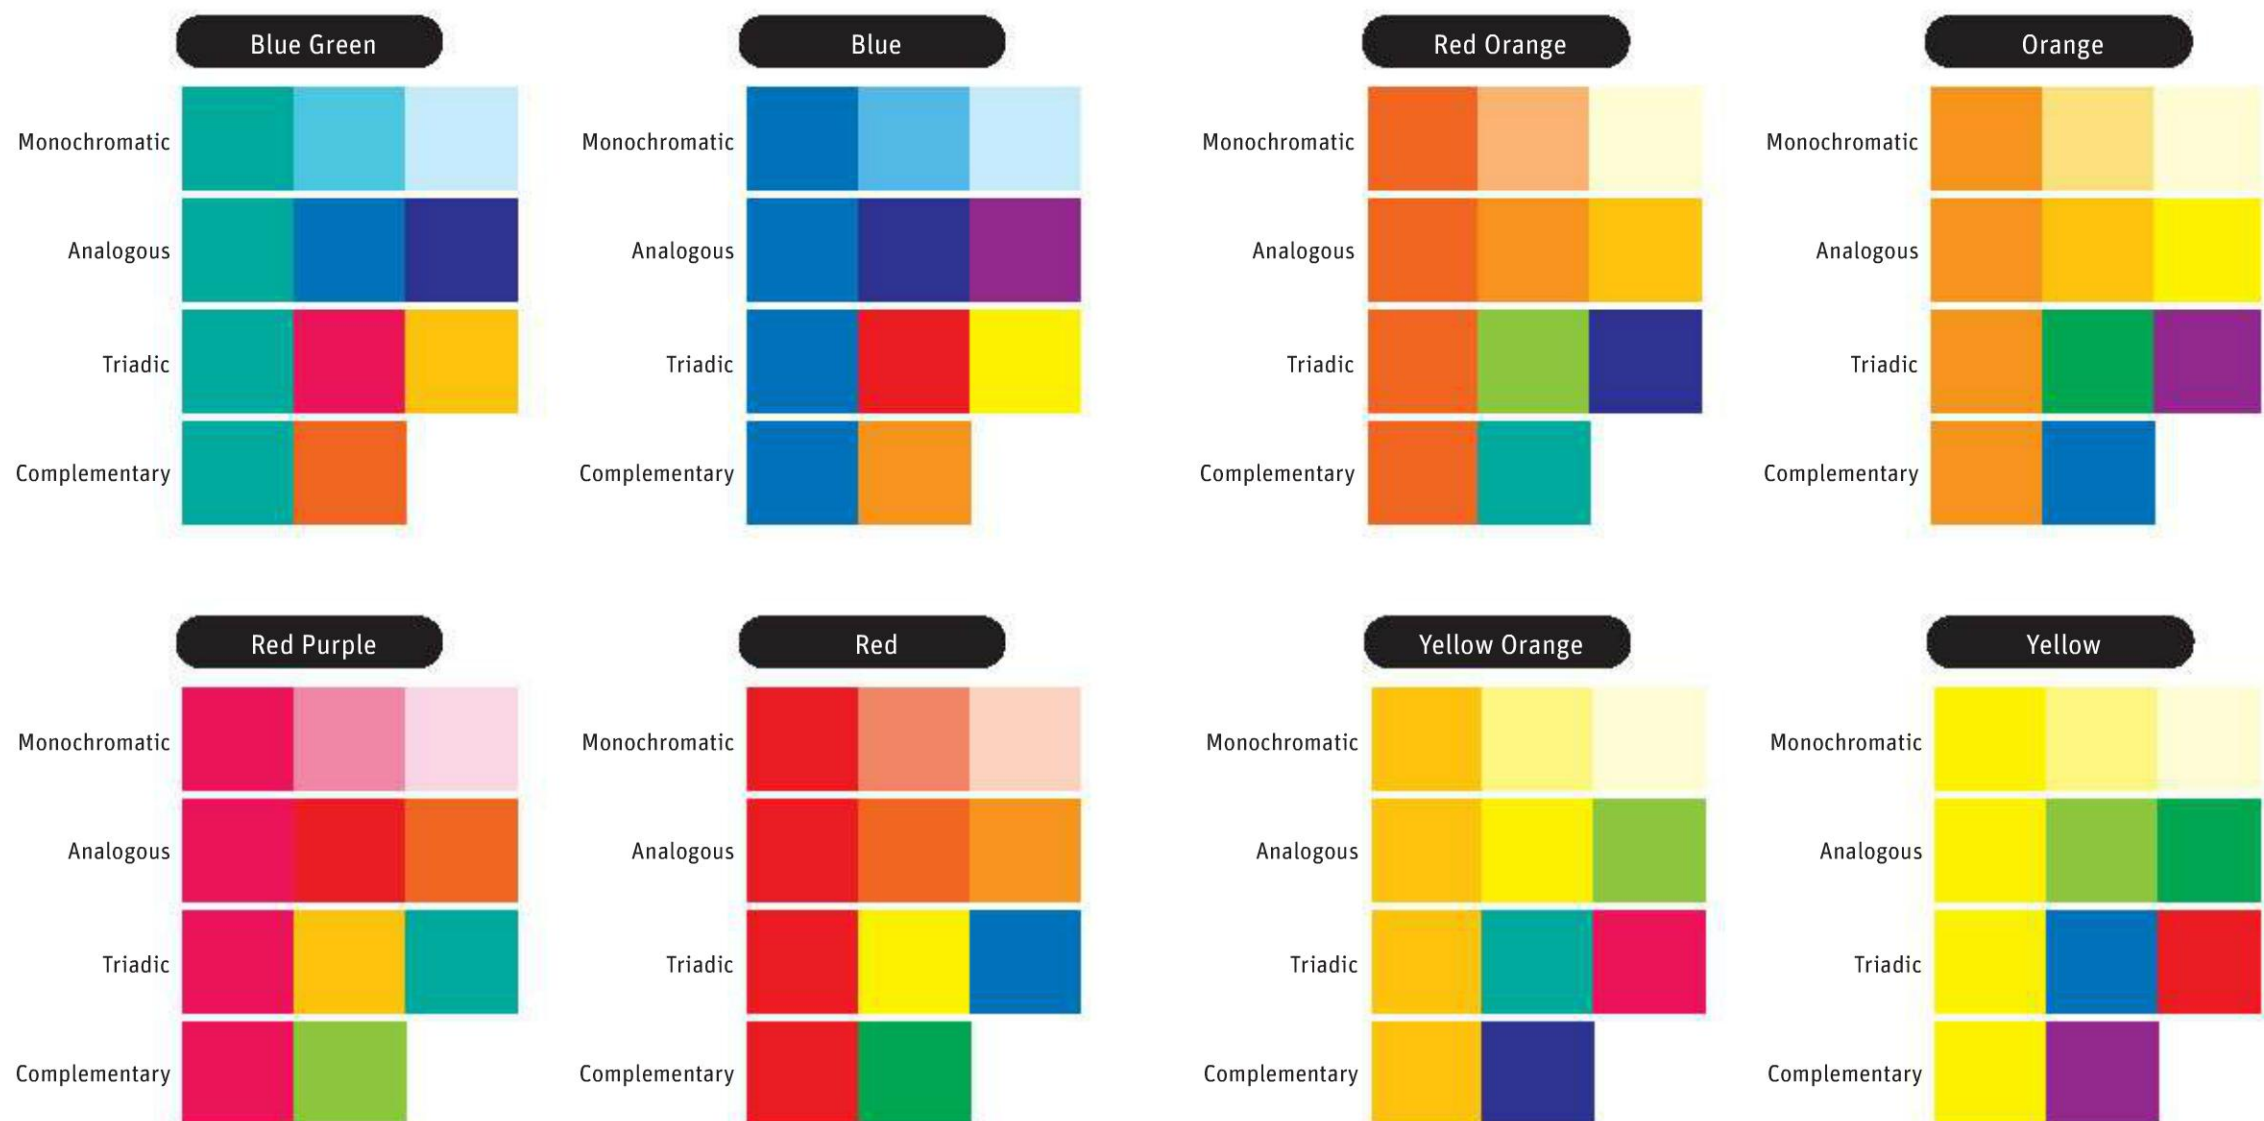 Blue Green
Monochromatic
Analogous
Triadic
Complementary
Blue
Monochromatic
Analogous
Triadic
Complementary
Red Orange
Monochromatic
Analogous
Triadic
Complementary
Orange
Monochromatic
Analogous
Triadic
Complementary
Red Purple
Monochromatic
Analogous
Triadic
Complementary
Red
Monochromatic
Analogous
Triadic
Complementary
Yellow Orange
Monochromatic
Analogous
Triadic
Complementary
Yellow
Monochromatic
Analogous
Triadic
Complementary